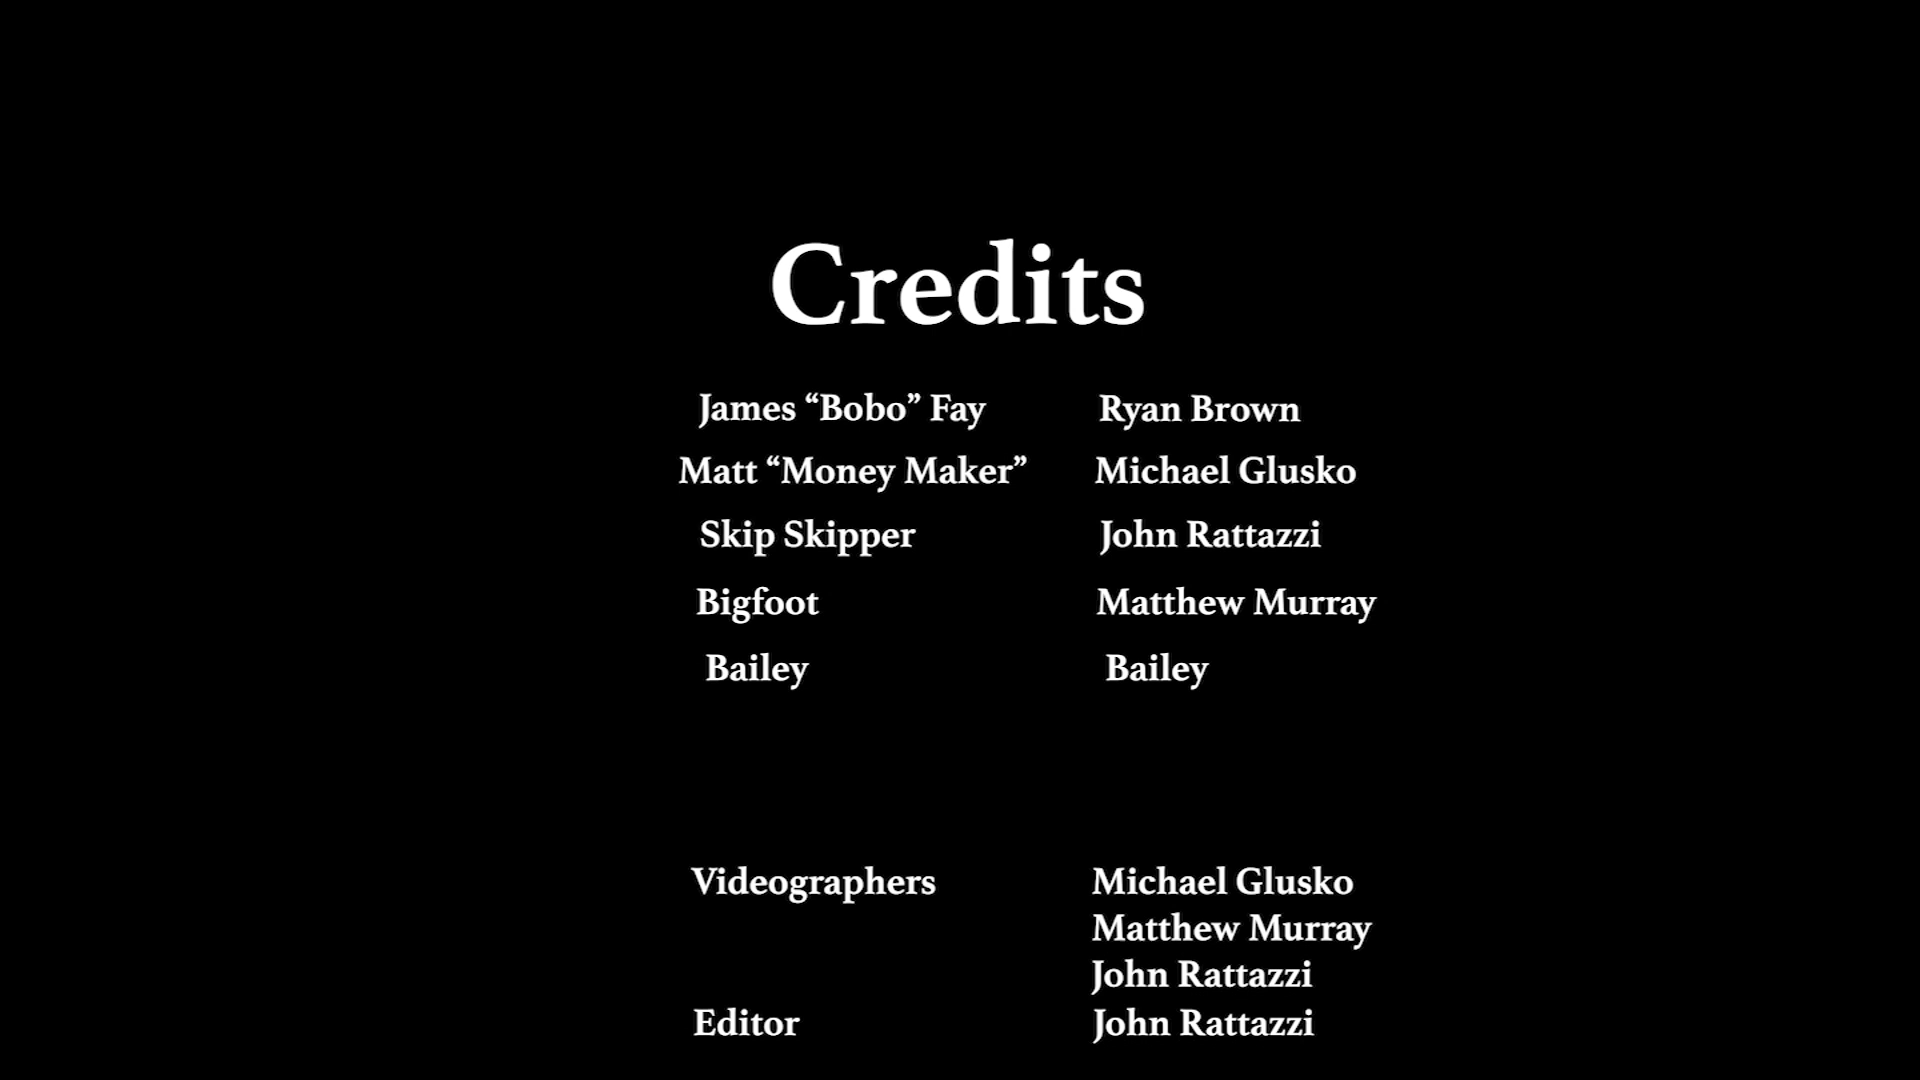 Credits
James “Bobo” Fay Ryan Brown
Matt “Money Maker” Michael Glusko
Skip Skipper John Rattazzi
Bigfoot Matthew Murray
Bailey Bailey
Videographers Michael Glusko
Matthew Murray
John Rattazzi
Editor John Rattazzi